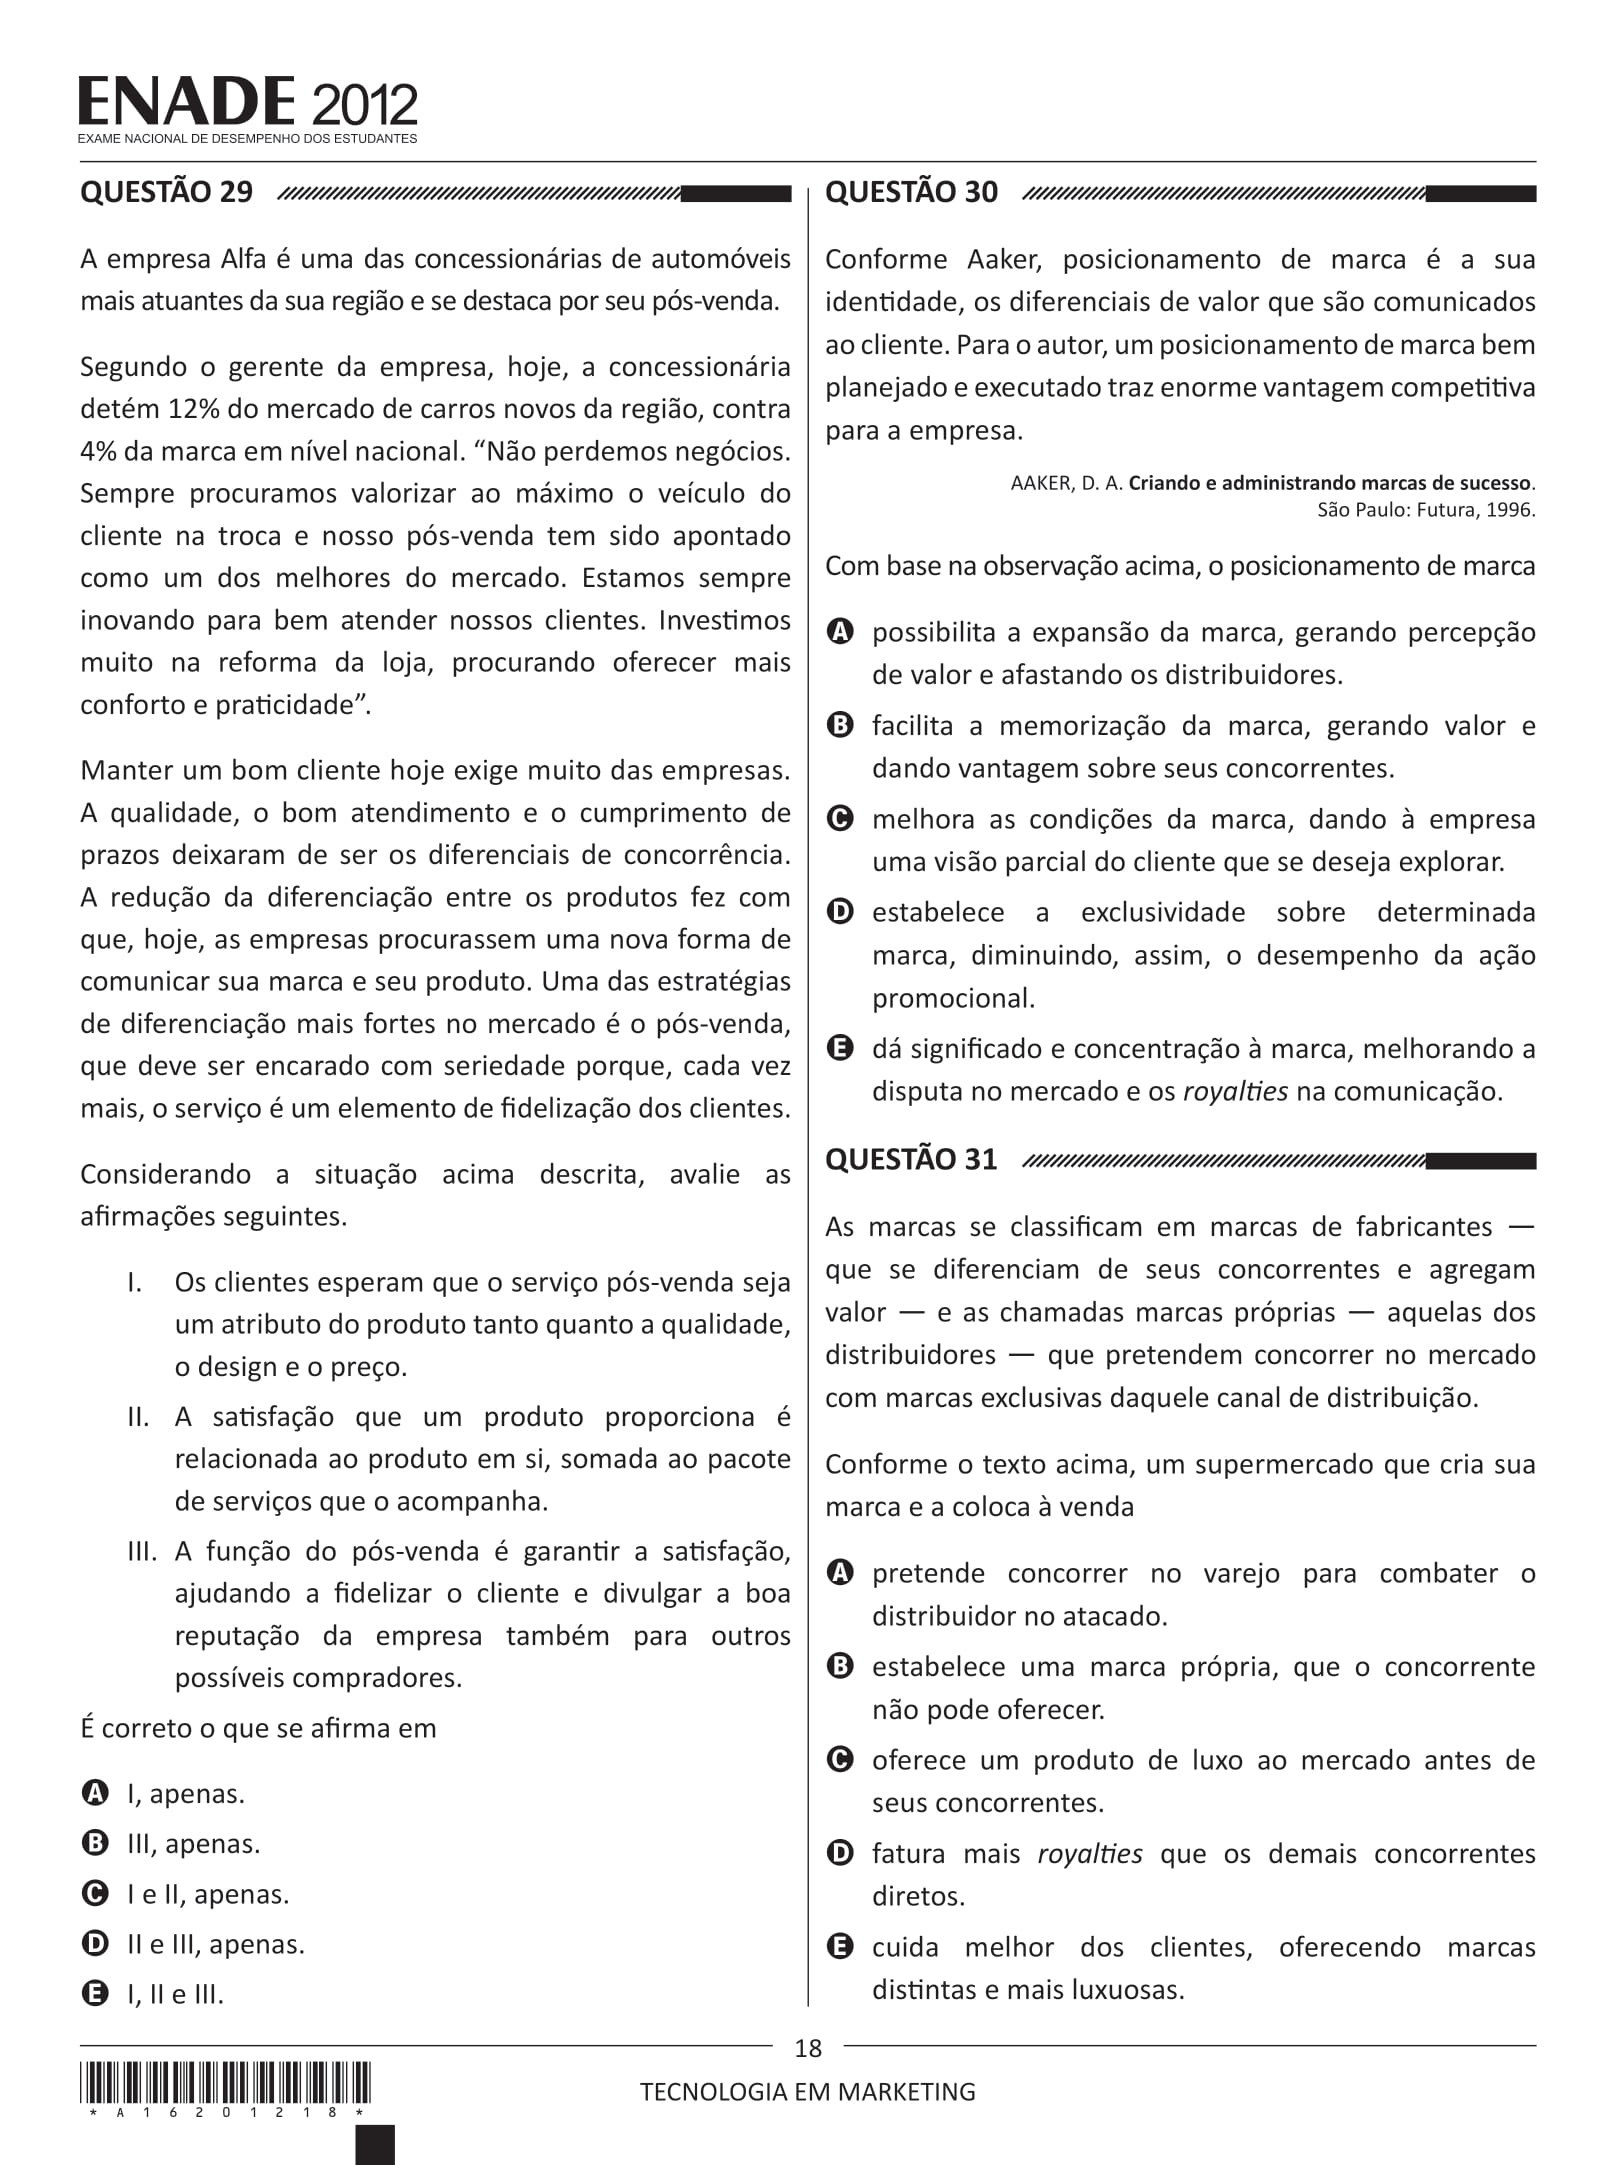 ENADE 2012
EXAME NACIONAL DE DESEMPENHO DOS ESTUDANTES
QUESTÃO 29
A empresa Alfa é uma das concessionárias de automóveis
mais atuantes da sua região e se destaca por seu pós-venda.
Segundo o gerente da empresa, hoje, a concessionária
detém 12% do mercado de carros novos da região, contra
4% da marca em nível nacional. “Não perdemos negócios.
Sempre procuramos valorizar ao máximo o veículo do
cliente na troca e nosso pós-venda tem sido apontado
como um dos melhores do mercado. Estamos sempre
inovando para bem atender nossos clientes. Investimos
muito na reforma da loja, procurando oferecer mais
conforto e praticidade”.
Manter um bom cliente hoje exige muito das empresas.
A qualidade, o bom atendimento e o cumprimento de
prazos deixaram de ser os diferenciais de concorrência.
A redução da diferenciação entre os produtos fez com
que, hoje, as empresas procurassem uma nova forma de
comunicar sua marca e seu produto. Uma das estratégias
de diferenciação mais fortes no mercado é o pós-venda,
que deve ser encarado com seriedade porque, cada vez
mais, o serviço é um elemento de fidelização dos clientes.
Considerando a situação acima descrita, avalie as
afirmações seguintes.
I. Os clientes esperam que o serviço pós-venda seja
um atributo do produto tanto quanto a qualidade,
o design e o preço.
II. A satisfação que um produto proporciona é
relacionada ao produto em si, somada ao pacote
de serviços que o acompanha.
III. A função do pós-venda é garantir a satisfação,
ajudando a fidelizar o cliente e divulgar a boa
reputação da empresa também para outros
possíveis compradores.
É correto o que se afirma em
A I, apenas.
B III, apenas.
C I e II, apenas.
D II e III, apenas.
E I, II e III.
QUESTÃO 30
Conforme Aaker, posicionamento de marca é a sua
identidade, os diferenciais de valor que são comunicados
ao cliente. Para o autor, um posicionamento de marca bem
planejado e executado traz enorme vantagem competitiva
para a empresa.
AAKER, D. A. Criando e administrando marcas de sucesso.
São Paulo: Futura, 1996.
Com base na observação acima, o posicionamento de marca
A possibilita a expansão da marca, gerando percepção
de valor e afastando os distribuidores.
B facilita a memorização da marca, gerando valor e
dando vantagem sobre seus concorrentes.
C melhora as condições da marca, dando à empresa
uma visão parcial do cliente que se deseja explorar.
D estabelece a exclusividade sobre determinada
marca, diminuindo, assim, o desempenho da ação
promocional.
E dá significado e concentração à marca, melhorando a
disputa no mercado e os royalties na comunicação.
QUESTÃO 31
As marcas se classificam em marcas de fabricantes —
que se diferenciam de seus concorrentes e agregam
valor — e as chamadas marcas próprias — aquelas dos
distribuidores — que pretendem concorrer no mercado
com marcas exclusivas daquele canal de distribuição.
Conforme o texto acima, um supermercado que cria sua
marca e a coloca à venda
A pretende concorrer no varejo para combater o
distribuidor no atacado.
B estabelece uma marca própria, que o concorrente
não pode oferecer.
C oferece um produto de luxo ao mercado antes de
seus concorrentes.
D fatura mais royalties que os demais concorrentes
diretos.
E cuida melhor dos clientes, oferecendo marcas
distintas e mais luxuosas.
18
TECNOLOGIA EM MARKETING
* A 1 6 2 0 1 2 1 8 *